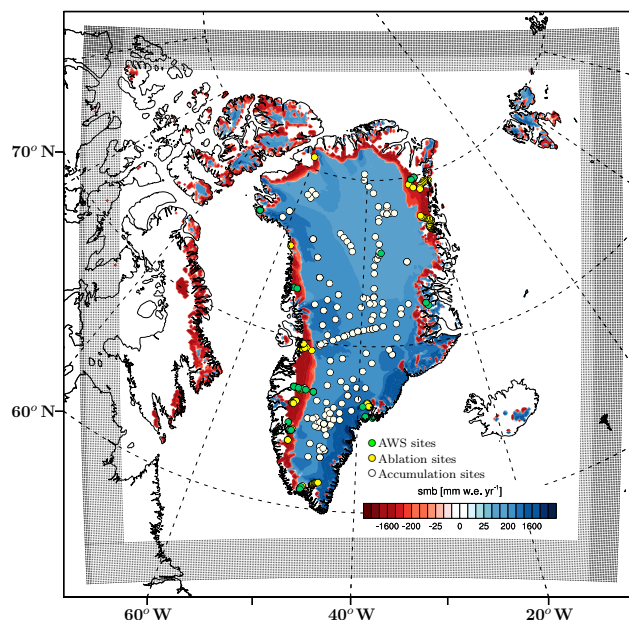 70° N
60° N
AWS sites
Ablation sites
Accumulation sites
smb [mm w.e. yr⁻¹]
-1600 -200 -25 0 25 200 1600
60° W 40° W 20° W